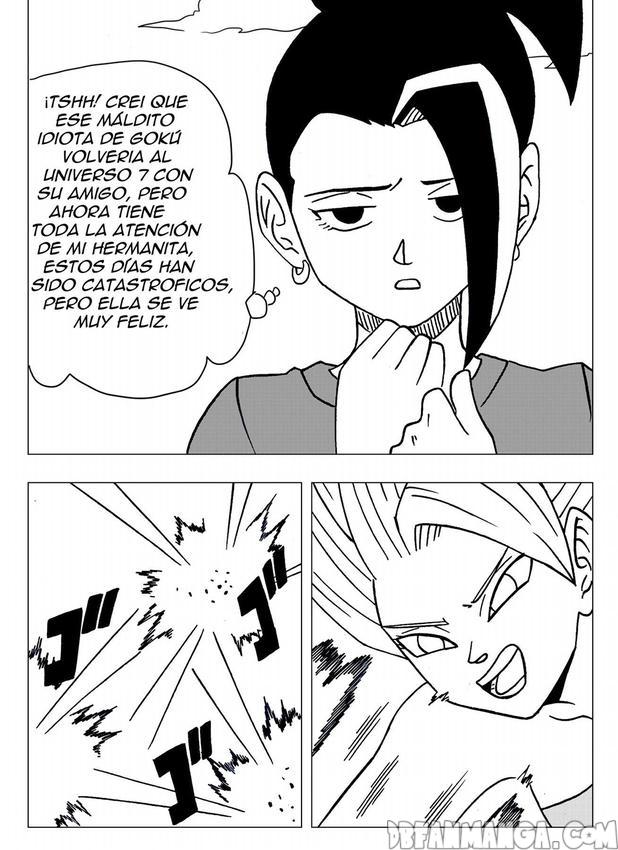 ¡TSHH! CREI QUE
ESE MÁLDITO
IDIOTA DE GOKÚ
VOLVERIA AL
UNIVERSO 7 CON
SU AMIGO, PERO
AHORA TIENE
TODA LA ATENCIÓN
DE MI HERMANITA,
ESTOS DÍAS HAN
SIDO CATASTROFICOS,
PERO ELLA SE VE
MUY FELIZ.
ゴ
ゴ
ゴ
DBFANMANGA.COM